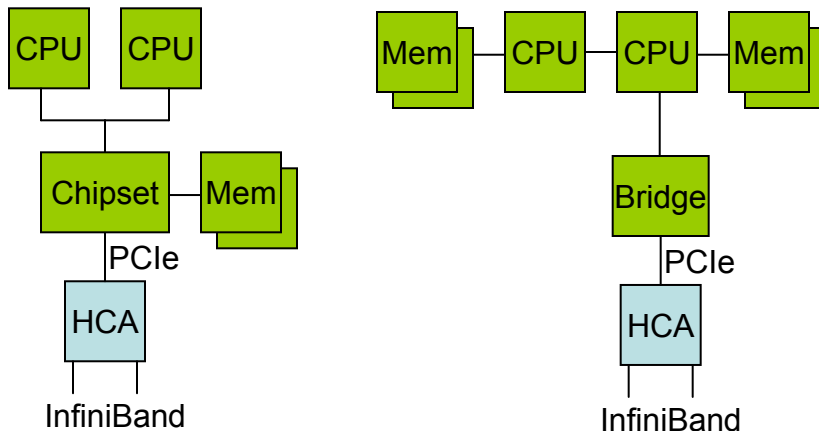 CPU CPU
Chipset Mem
PCIe
HCA
InfiniBand
Mem CPU CPU Mem
Bridge
PCIe
HCA
InfiniBand